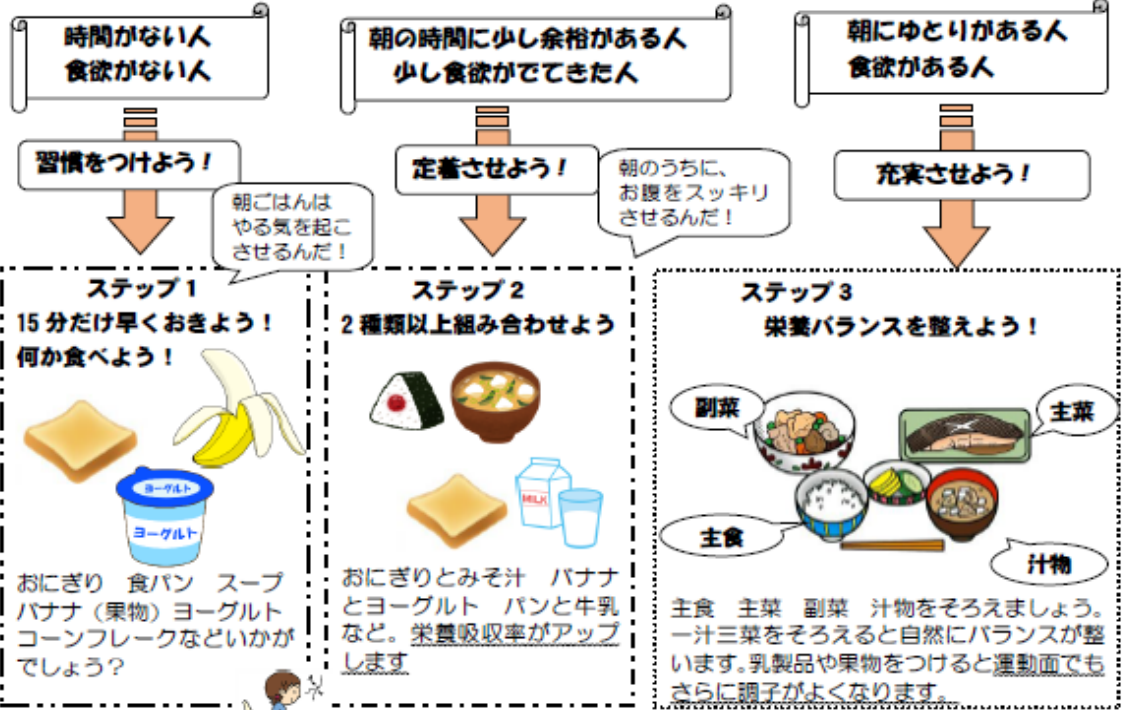 時間がない人
食欲がない人
習慣をつけよう！
朝ごはんは
やる気を起こ
させるんだ！
ステップ1
15分だけ早くおきよう！
何か食べよう！
ヨーグルト
ヨーグルト
おにぎり　食パン　スープ
バナナ（果物）ヨーグルト
コーンフレークなどいかが
でしょう？
朝の時間に少し余裕がある人
少し食欲がでてきた人
定着させよう！
朝のうちに、
お腹をスッキリ
させるんだ！
ステップ2
2種類以上組み合わせよう
MILK
おにぎりとみそ汁　バナナ
とヨーグルト　パンと牛乳
など。栄養吸収率がアップ
します
朝にゆとりがある人
食欲がある人
充実させよう！
ステップ3
栄養バランスを整えよう！
副菜
主菜
主食
汁物
主食　主菜　副菜　汁物をそろえましょう。
一汁三菜をそろえると自然にバランスが整
います。乳製品や果物をつけると運動面でも
さらに調子がよくなります。